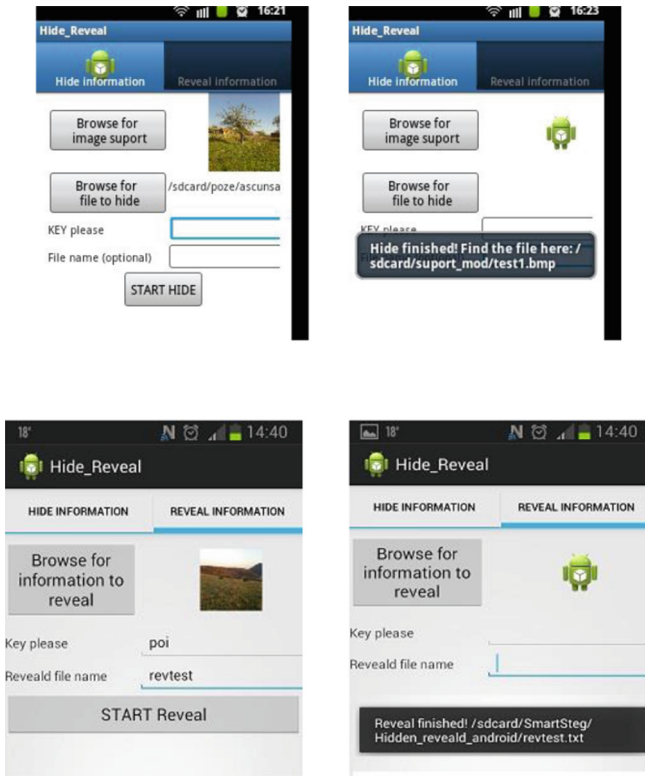 16:21
Hide_Reveal
Hide information
Reveal information
Browse for
image suport
Browse for
file to hide
/sdcard/poze/ascunsa
KEY please
File name (optional)
START HIDE
16:23
Hide_Reveal
Hide information
Reveal information
Browse for
image suport
Browse for
file to hide
KEY please
Hide finished! Find the file here: /
sdcard/suport_mod/test1.bmp
18°
N
14:40
Hide_Reveal
HIDE INFORMATION
REVEAL INFORMATION
Browse for
information to
reveal
Key please
poi
Reveald file name
revtest
START Reveal
18°
N
14:40
Hide_Reveal
HIDE INFORMATION
REVEAL INFORMATION
Browse for
information to
reveal
Key please
Reveald file name
Reveal finished! /sdcard/SmartSteg/
Hidden_reveald_android/revtest.txt